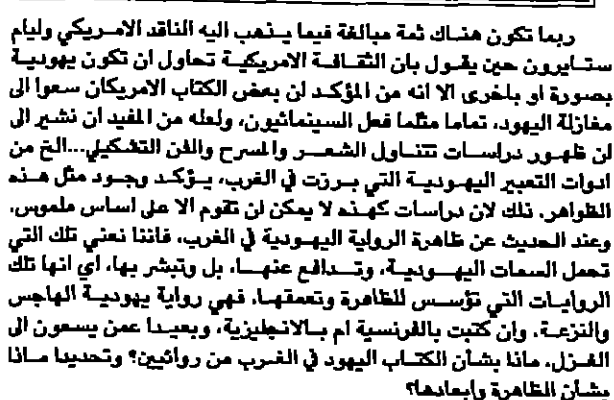 ربما تكون هناك ثمة مبالغة فيما يذهب اليه الناقد الامريكي وليام
ستايرون حين يقول بان الثقافة الامريكية تحاول ان تكون يهودية
بصورة او باخرى الا انه من المؤكد ان بعض الكتاب الامريكان سعوا الى
مغازلة اليهود، تماما مثلما فعل السينمائيون، ولعله من المفيد ان نشير الى
ان ظهور دراسات تتناول الشعر والمسرح والفن التشكيلي...الخ من
ادوات التعبير اليهودية التي برزت في الغرب، يؤكد وجود مثل هذه
الظواهر. ذلك لان دراسات كهذه لا يمكن ان تقوم الا على اساس ملموس.
وعند الحديث عن ظاهرة الرواية اليهودية في الغرب، فاننا نعني تلك التي
تحمل السمات اليهودية، وتدافع عنها، بل وتبشر بها، اي انها تلك
الروايات التي تؤسس للظاهرة وتعمقها. فهي رواية يهودية الهاجس
والنزعة. وان كتبت بالفرنسية ام بالانجليزية، وبعيدا عمن يسعون الى
الغزل. ماذا بشأن الكتاب اليهود في الغرب من روائيين؟ وتحديدا ماذا
بشأن الظاهرة وابعادها؟